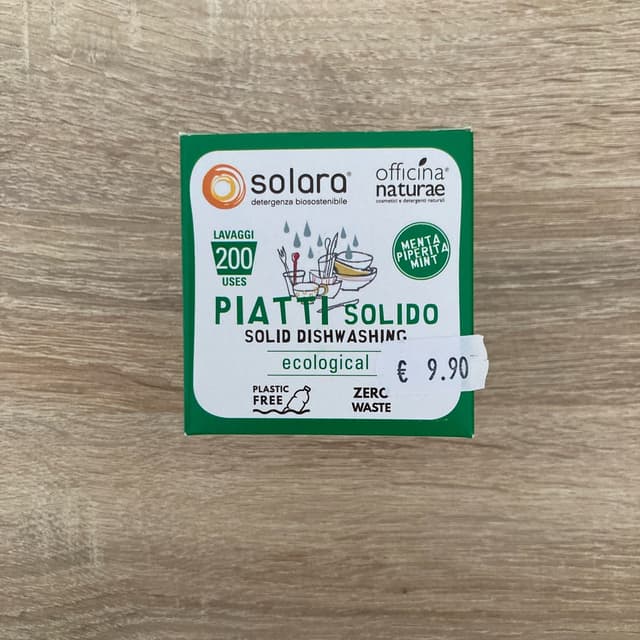 solara®
detergenza biosostenibile
officina®
naturae
cosmetici e detergenti naturali
LAVAGGI
200
USES
MENTA
PIPERITA
MINT
PIATTI SOLIDO
SOLID DISHWASHING
ecological
€ 9.90
PLASTIC
FREE
ZERO
WASTE